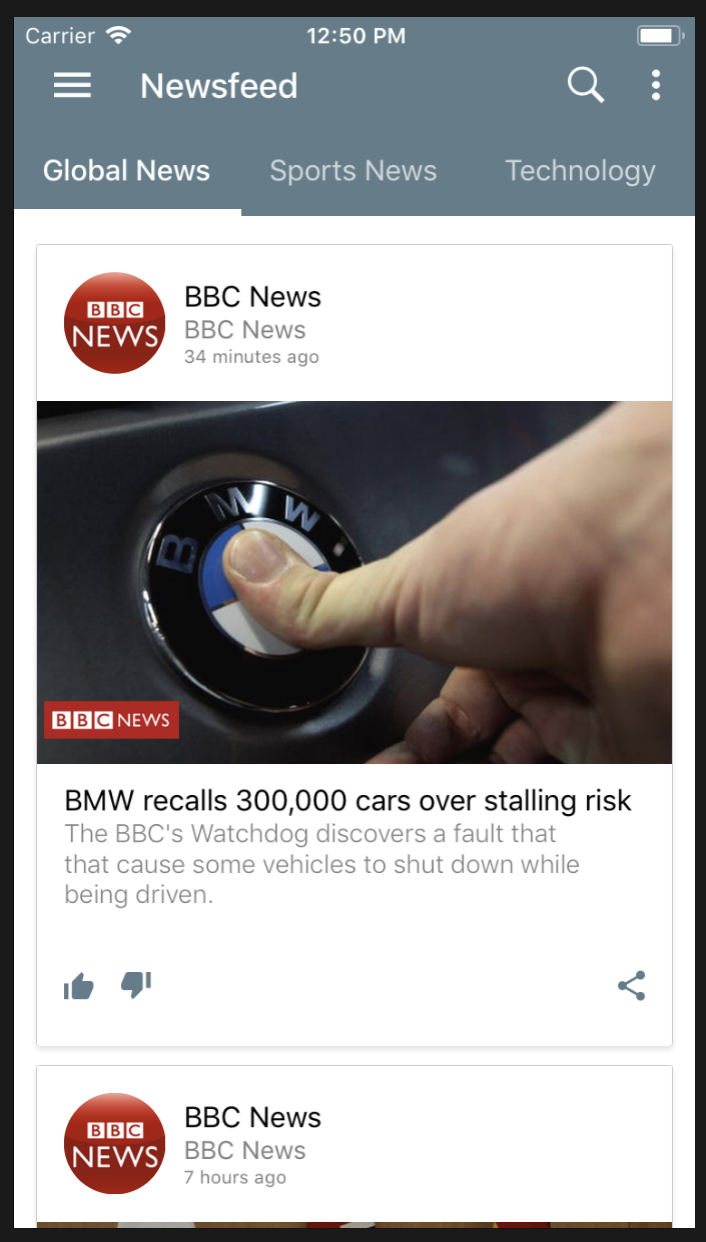 Carrier 12:50 PM
Newsfeed
Global News Sports News Technology
BBC
NEWS
BBC News
BBC News
34 minutes ago
BMW
BBC NEWS
BMW recalls 300,000 cars over stalling risk
The BBC's Watchdog discovers a fault that
that cause some vehicles to shut down while
being driven.
BBC
NEWS
BBC News
BBC News
7 hours ago